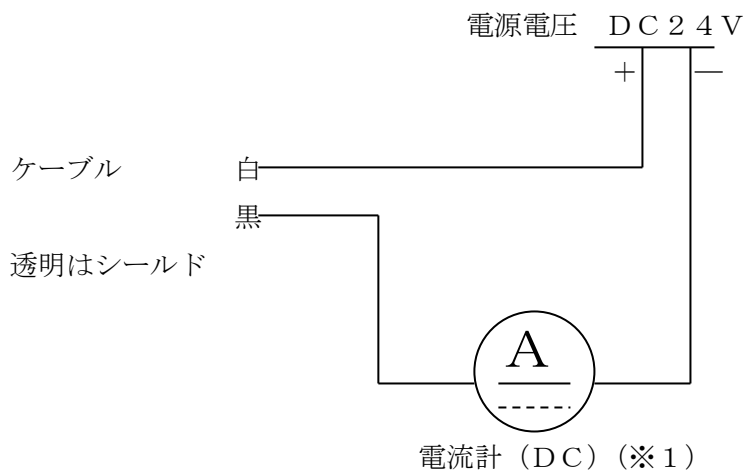 電源電圧 DC24V
+ —
ケーブル 白
黒
透明はシールド
A
電流計(DC)(※1)